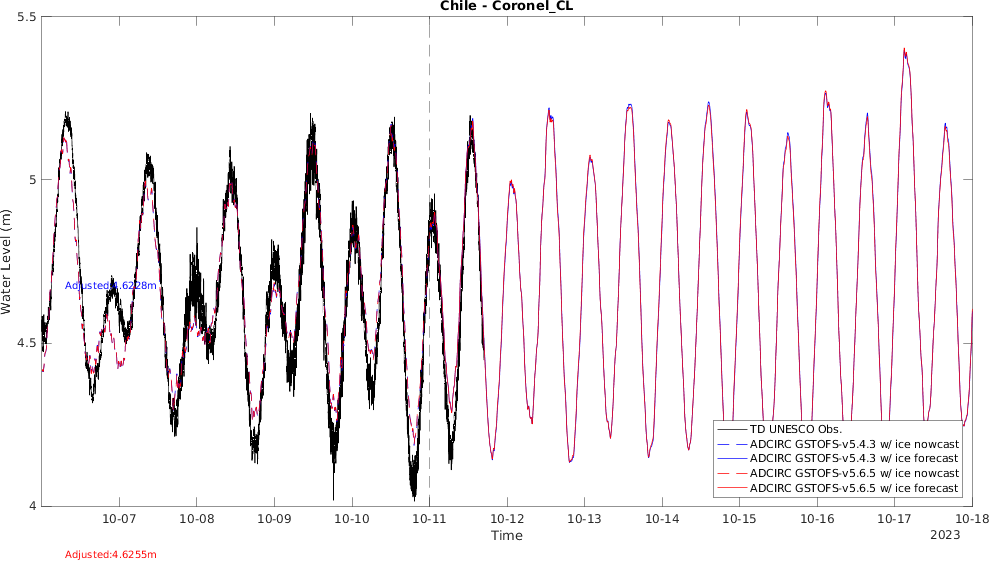 Chile - Coronel_CL
5.5
5
4.5
4
Water Level (m)
Adjusted:4.6228m
TD UNESCO Obs.
ADCIRC GSTOFS-v5.4.3 w/ ice nowcast
ADCIRC GSTOFS-v5.4.3 w/ ice forecast
ADCIRC GSTOFS-v5.6.5 w/ ice nowcast
ADCIRC GSTOFS-v5.6.5 w/ ice forecast
10-07 10-08 10-09 10-10 10-11 10-12 10-13 10-14 10-15 10-16 10-17 10-18
Time
2023
Adjusted:4.6255m